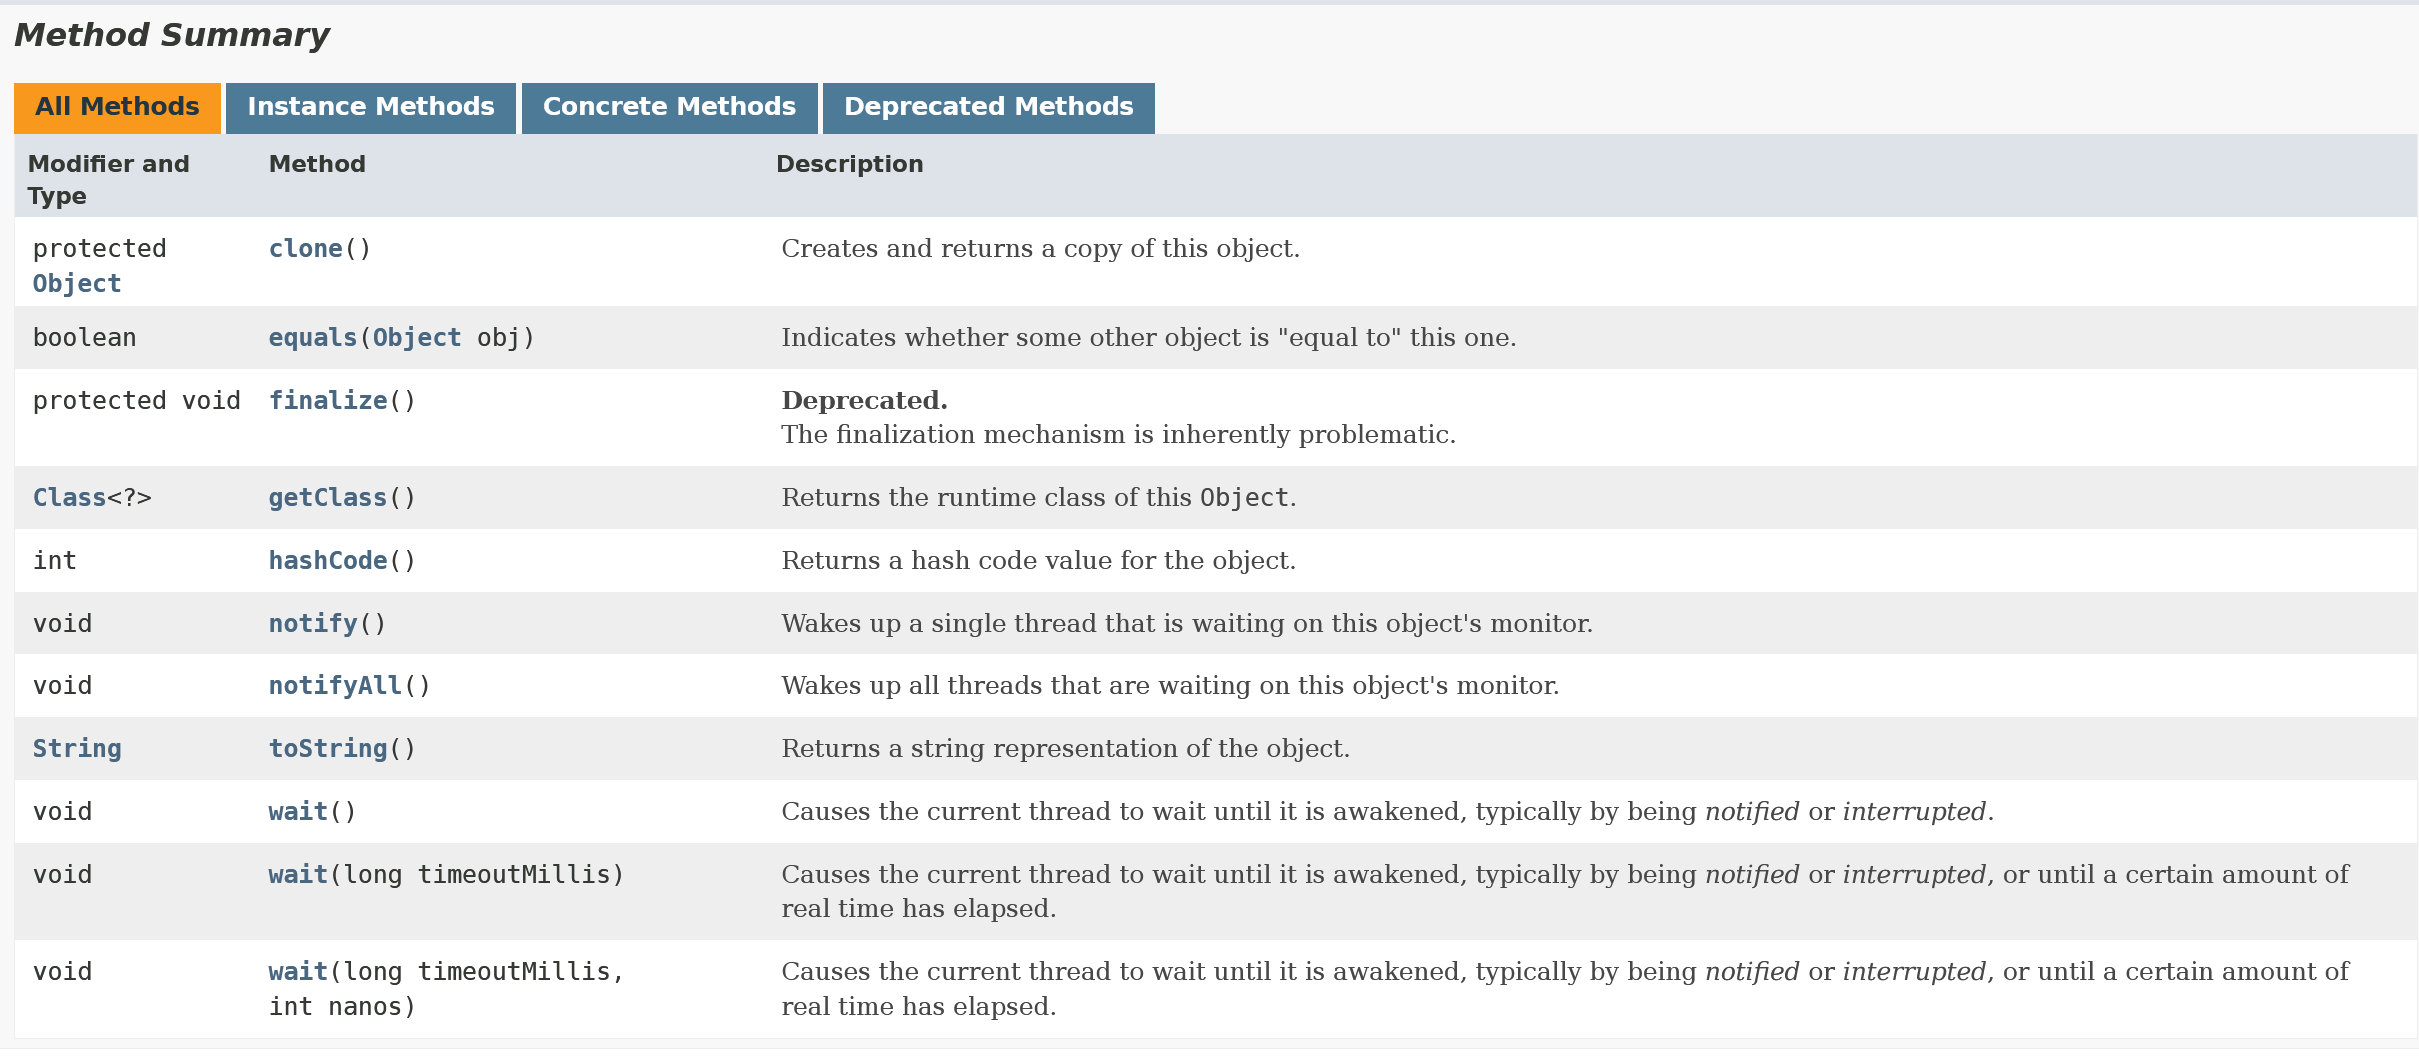 Method Summary
All Methods Instance Methods Concrete Methods Deprecated Methods
Modifier and Type Method Description
protected Object clone() Creates and returns a copy of this object.
boolean equals(Object obj) Indicates whether some other object is "equal to" this one.
protected void finalize() Deprecated.
The finalization mechanism is inherently problematic.
Class<?> getClass() Returns the runtime class of this Object.
int hashCode() Returns a hash code value for the object.
void notify() Wakes up a single thread that is waiting on this object's monitor.
void notifyAll() Wakes up all threads that are waiting on this object's monitor.
String toString() Returns a string representation of the object.
void wait() Causes the current thread to wait until it is awakened, typically by being notified or interrupted.
void wait(long timeoutMillis) Causes the current thread to wait until it is awakened, typically by being notified or interrupted, or until a certain amount of
real time has elapsed.
void wait(long timeoutMillis, int nanos) Causes the current thread to wait until it is awakened, typically by being notified or interrupted, or until a certain amount of
real time has elapsed.